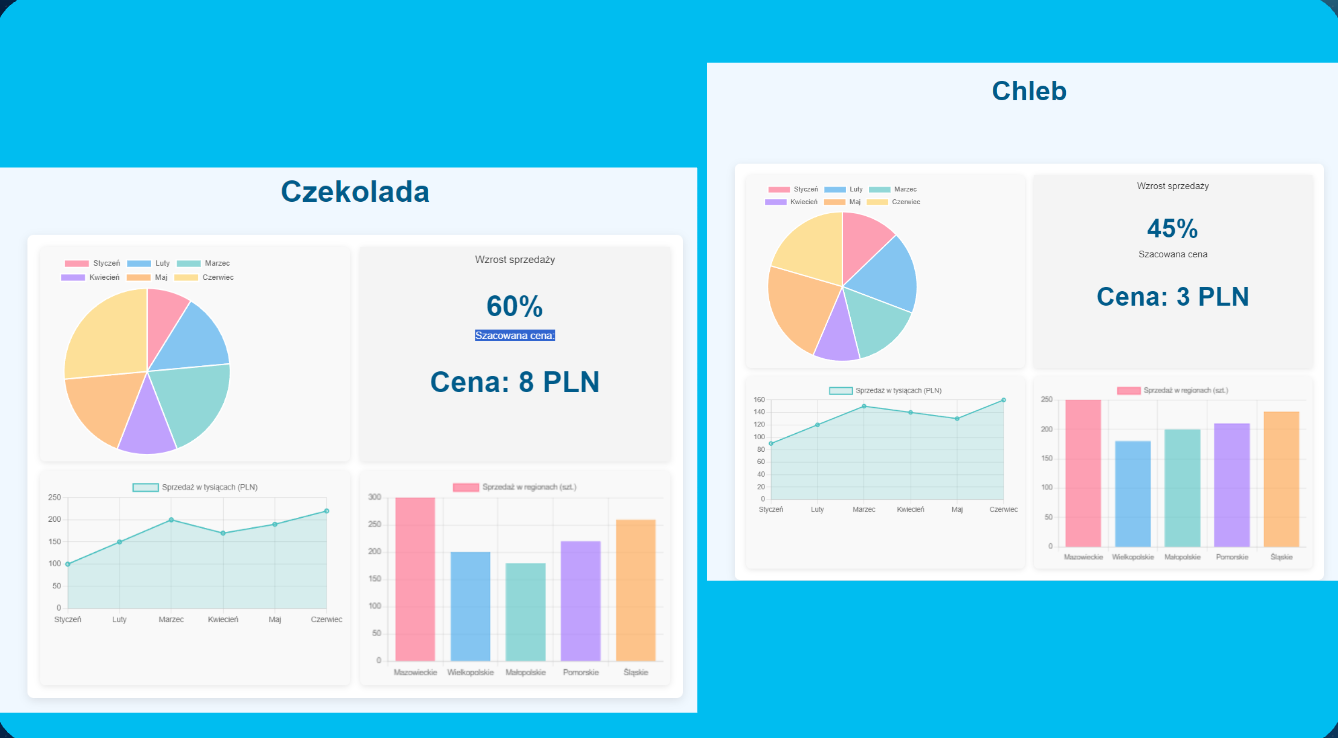 Czekolada
Styczeń Luty Marzec
Kwiecień Maj Czerwiec
Wzrost sprzedaży
60%
Szacowana cena:
Cena: 8 PLN
Sprzedaż w tysiącach (PLN)
250
200
150
100
50
0
Styczeń Luty Marzec Kwiecień Maj Czerwiec
Sprzedaż w regionach (szt.)
300
250
200
150
100
50
0
Mazowieckie Wielkopolskie Małopolskie Pomorskie Śląskie
Chleb
Styczeń Luty Marzec
Kwiecień Maj Czerwiec
Wzrost sprzedaży
45%
Szacowana cena
Cena: 3 PLN
Sprzedaż w tysiącach (PLN)
160
140
120
100
80
60
40
20
0
Styczeń Luty Marzec Kwiecień Maj Czerwiec
Sprzedaż w regionach (szt.)
250
200
150
100
50
0
Mazowieckie Wielkopolskie Małopolskie Pomorskie Śląskie